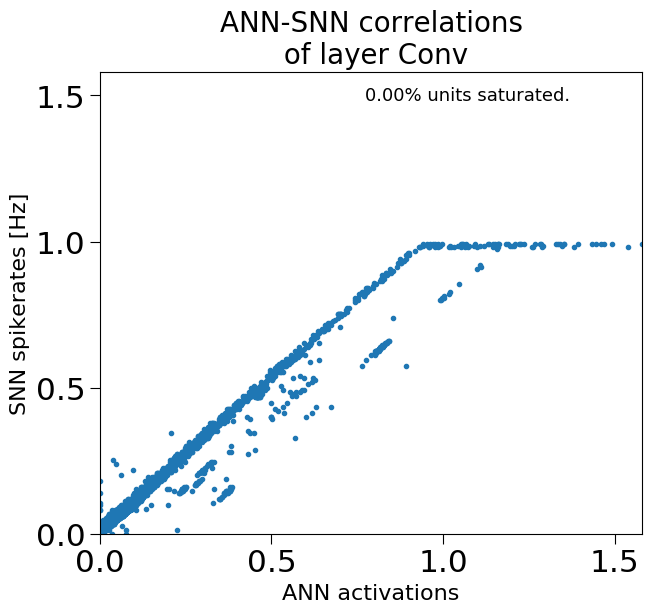 ANN-SNN correlations
of layer Conv
0.00% units saturated.
1.5
1.0
0.5
0.0
SNN spikerates [Hz]
0.0 0.5 1.0 1.5
ANN activations